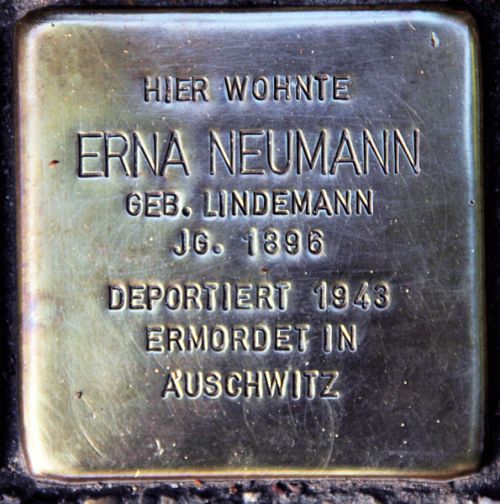 HIER WOHNTE
ERNA NEUMANN
GEB. LINDEMANN
JG. 1896
DEPORTIERT 1943
ERMORDET IN
AUSCHWITZ